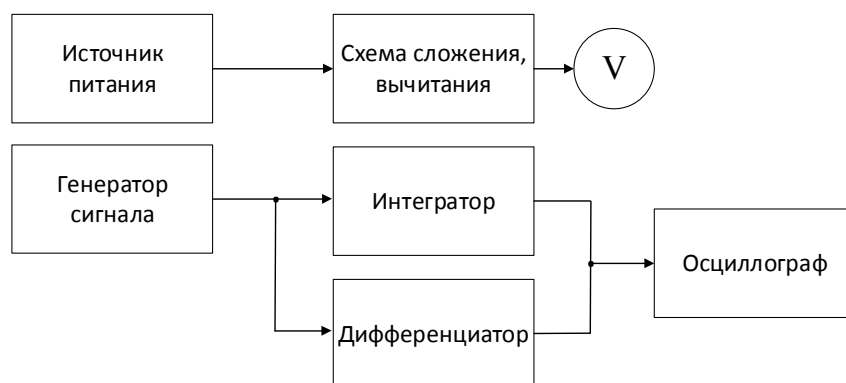 Источник
питания
Схема сложения,
вычитания
V
Генератор
сигнала
Интегратор
Осциллограф
Дифференциатор